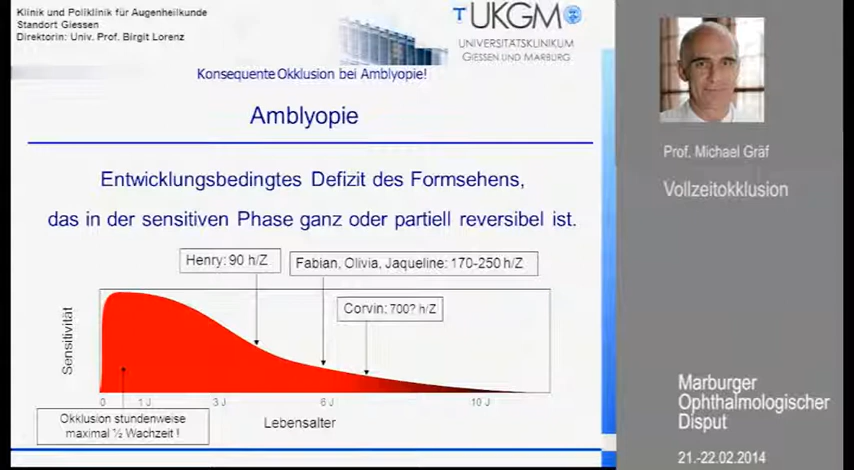 Klinik und Poliklinik für Augenheilkunde
Standort Giessen
Direktorin: Univ. Prof. Birgit Lorenz
UKGM
UNIVERSITÄTSKLINIKUM
GIESSEN UND MARBURG
Konsequente Okklusion bei Amblyopie!
Amblyopie
Entwicklungsbedingtes Defizit des Formsehens,
das in der sensitiven Phase ganz oder partiell reversibel ist.
Henry: 90 h/Z
Fabian, Olivia, Jaqueline: 170-250 h/Z
Corvin: 700? h/Z
Sensitivität
0 1 J 3 J 6 J 10 J
Lebensalter
Okklusion stundenweise
maximal ½ Wachzeit !
Prof. Michael Gräf
Vollzeitokklusion
Marburger
Ophthalmologischer
Disput
21.-22.02.2014